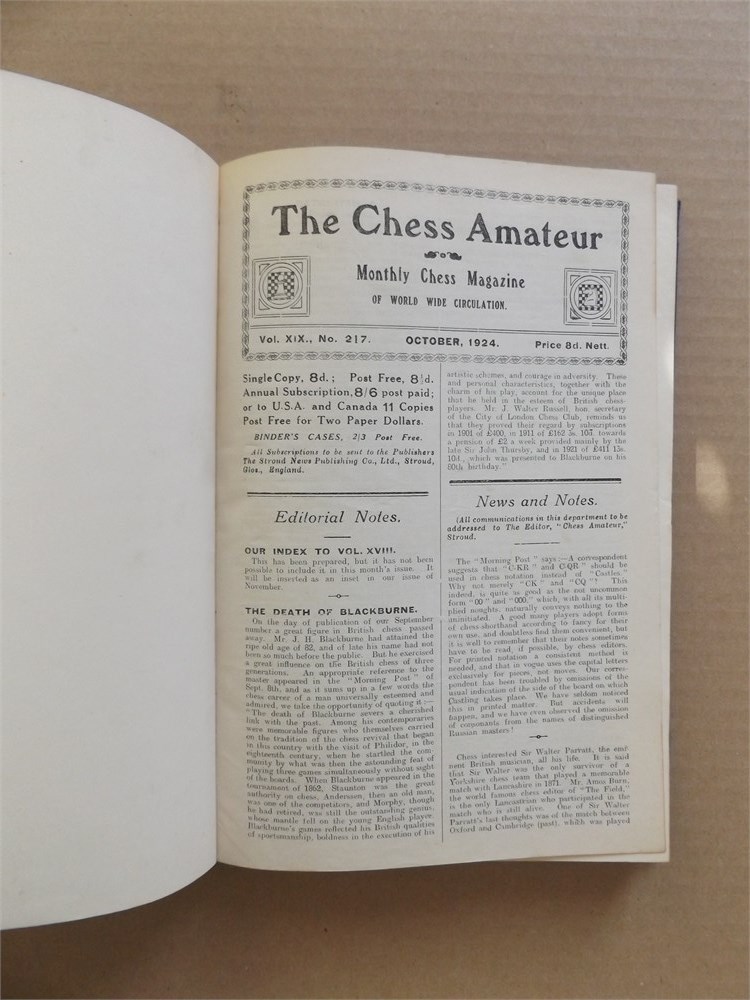 The Chess Amateur
Monthly Chess Magazine
OF WORLD WIDE CIRCULATION.
Vol. XIX., No. 217. OCTOBER, 1924. Price 8d. Nett.
Single Copy, 8d.; Post Free, 8½d.
Annual Subscription, 8/6 post paid;
or to U.S.A. and Canada 11 Copies
Post Free for Two Paper Dollars.
BINDER'S CASES, 2/3 Post Free.
All Subscriptions to be sent to the Publishers
The Stroud News Publishing Co., Ltd., Stroud,
Glos., England.
Editorial Notes.
OUR INDEX TO VOL. XVIII.
This has been prepared, but it has not been
possible to include it in this month's issue. It
will be inserted as an inset in our issue of
November.
THE DEATH OF BLACKBURNE.
On the day of publication of our September
number a great figure in British chess passed
away. Mr. J. H. Blackburne had attained the
ripe old age of 82, and of late his name had not
been so much before the public. But he exercised
a great influence on the British chess of three
generations. An appropriate reference to the
master appeared in the "Morning Post" of
Sept. 8th, and as it sums up in a few words the
chess career of a man universally esteemed and
admired, we take the opportunity of quoting it:—
"The death of Blackburne severs a cherished
link with the past. Among his contemporaries
were memorable figures who themselves carried
on the tradition of the chess revival that began
in this country with the visit of Philidor, in the
eighteenth century, when he startled the com-
munity by what was then the astounding feat of
playing three games simultaneously without sight
of the boards. When Blackburne appeared in the
tournament of 1862, Staunton was the great
authority on chess, Anderssen, then an old man,
was one of the competitors, and Morphy, though
he had retired, was still the outstanding genius,
whose mantle fell on the young English player.
Blackburne's games reflected his British qualities
of sportsmanship, boldness in the execution of his
artistic schemes, and courage in adversity. These
and personal characteristics, together with the
charm of his play, account for the unique place
that he held in the esteem of British chess-
players. Mr. J. Walter Russell, hon. secretary
of the City of London Chess Club, reminds us
that they proved their regard by subscriptions
in 1901 of £400, in 1911 of £162 5s. 10d. towards
a pension of £2 a week provided mainly by the
late Sir John Thursby, and in 1921 of £411 15s.
10d., which was presented to Blackburne on his
80th birthday."
News and Notes.
(All communications in this department to be
addressed to The Editor, "Chess Amateur,"
Stroud.
The "Morning Post" says:—A correspondent
suggests that "C-KR" and C-QR" should be
used in chess notation instead of "Castles."
Why not merely "CK" and "CQ"? This
indeed, is quite as good as the not uncommon
form "00" and "000," which, with all its multi-
plied noughts, naturally conveys nothing to the
uninitiated. A good many players adopt forms
of chess shorthand according to fancy for their
own use, and doubtless find them convenient, but
it is well to remember that their notes sometimes
have to be read, if possible, by chess editors.
For printed notation a consistent method is
needed, and that in vogue uses the capital letters
exclusively for pieces, not moves. Our corres-
pondent has been troubled by omissions of the
usual indication of the side of the board on which
Castling takes place. We have seldom noticed
this in printed matter. But accidents will
happen, and we have even observed the omission
of consonants from the names of distinguished
Russian masters!
Chess interested Sir Walter Parratt, the emi-
nent British musician, all his life. It is said
that Sir Walter was the only survivor of a
Yorkshire chess team that played a memorable
match with Lancashire in 1871. Mr. Amos Burn,
the world famous chess editor of "The Field,"
is the only Lancastrian who participated in the
match who is still alive. One of Sir Walter
Parratt's last thoughts was of the match between
Oxford and Cambridge (past), which was played